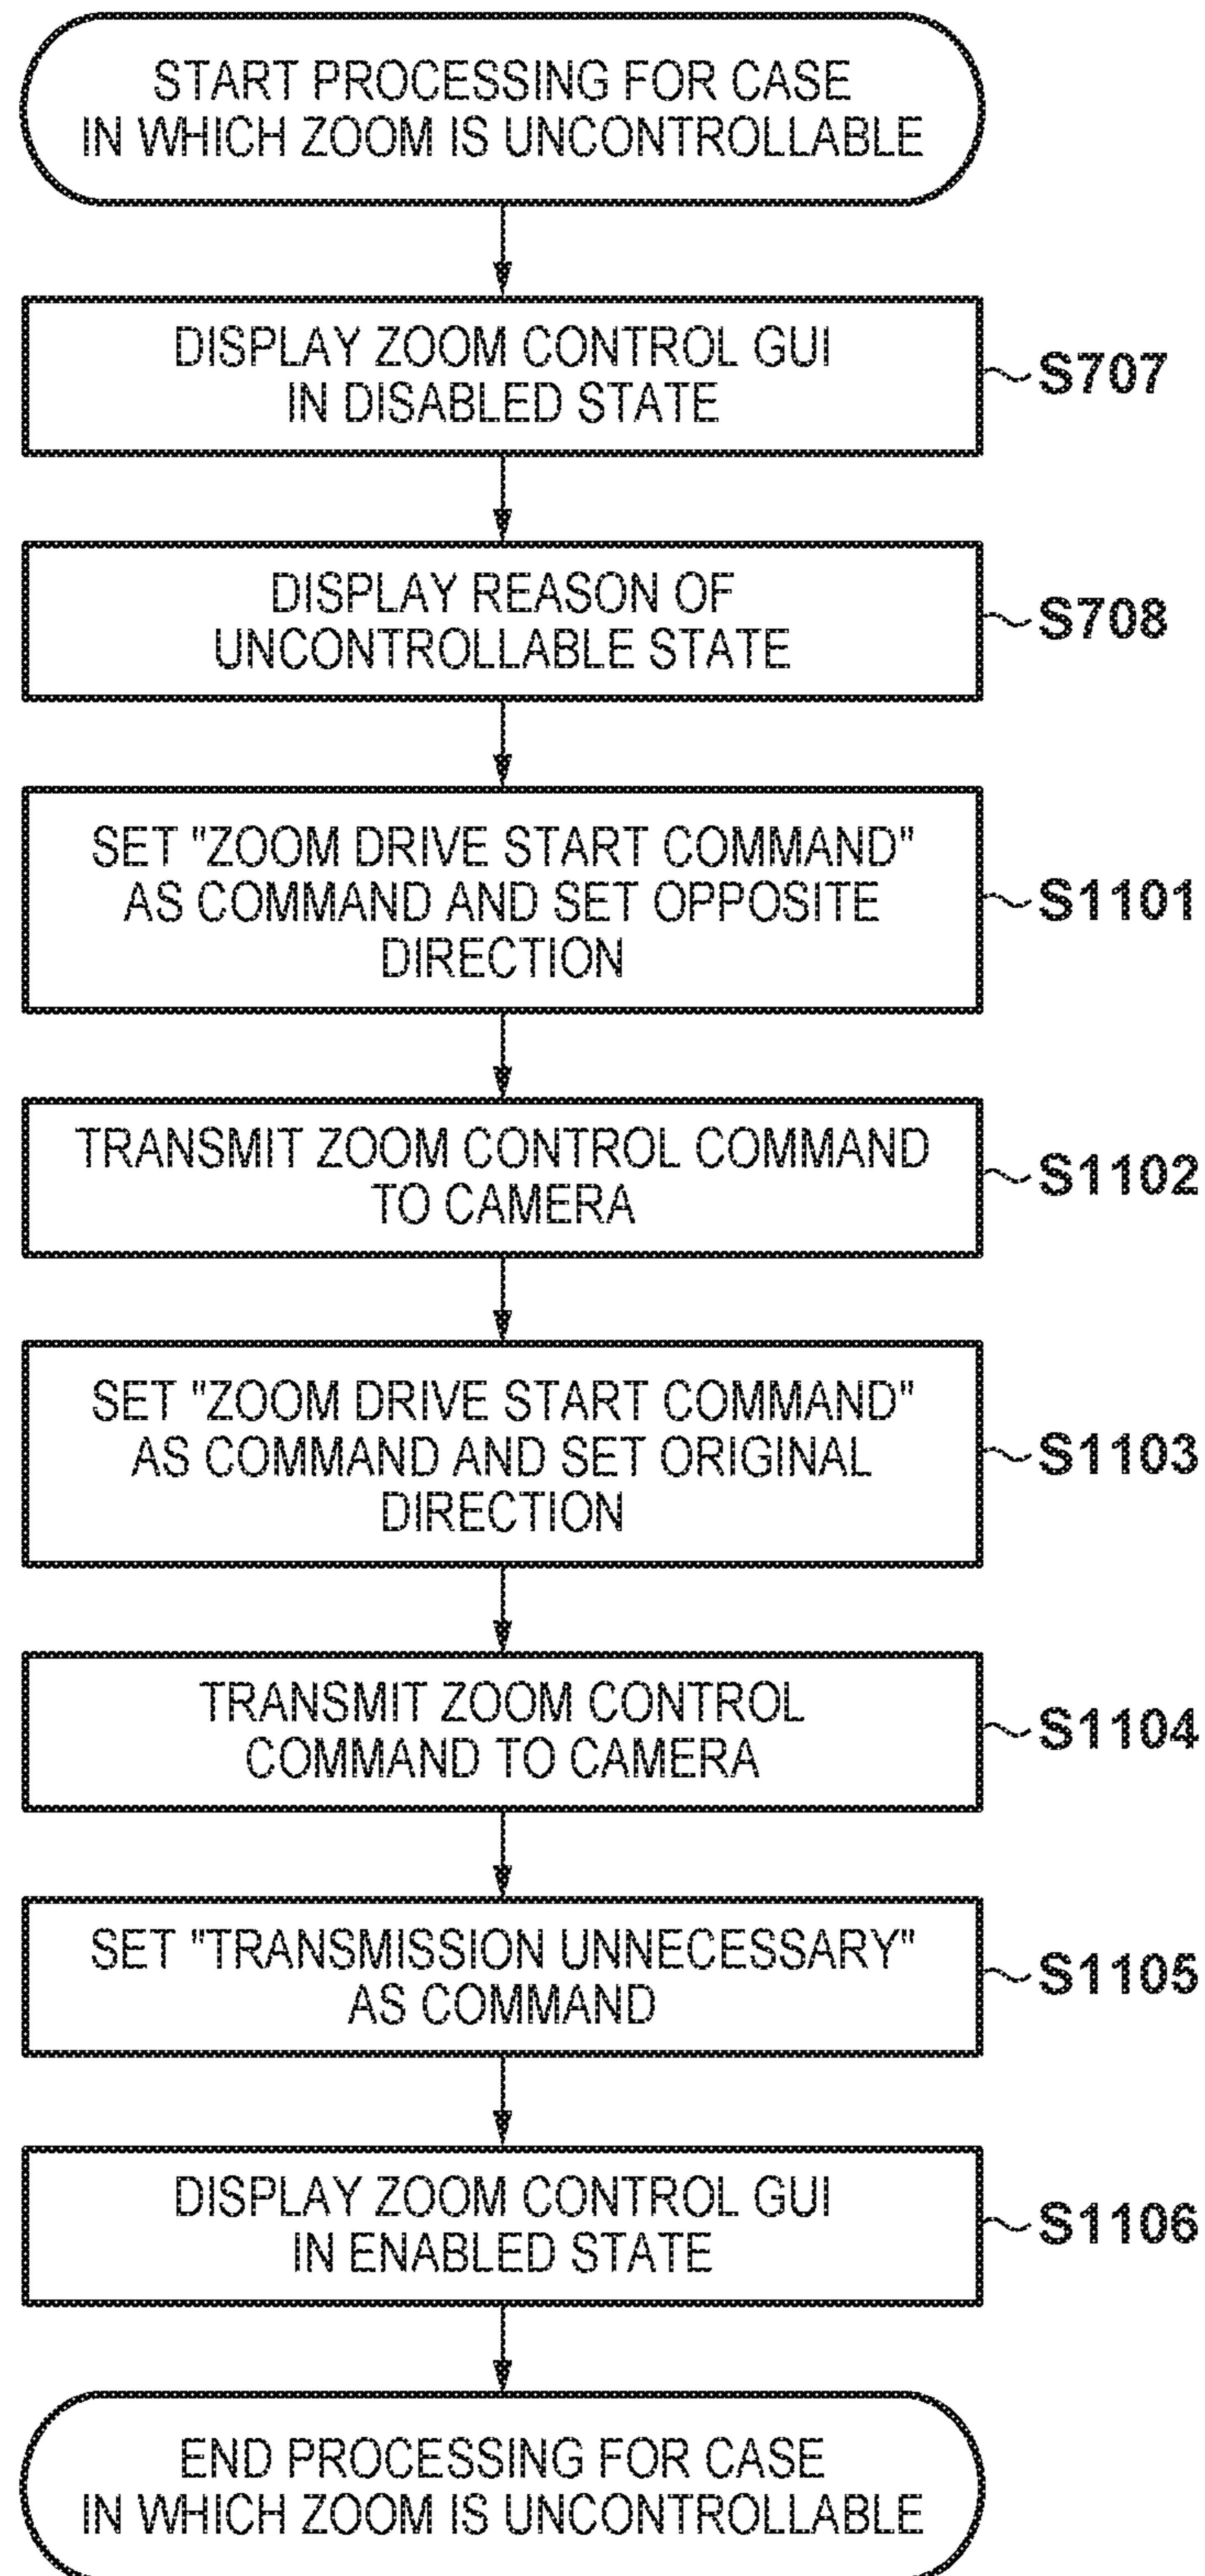 START PROCESSING FOR CASE
IN WHICH ZOOM IS UNCONTROLLABLE
DISPLAY ZOOM CONTROL GUI
IN DISABLED STATE
S707
DISPLAY REASON OF
UNCONTROLLABLE STATE
S708
SET "ZOOM DRIVE START COMMAND"
AS COMMAND AND SET OPPOSITE
DIRECTION
S1101
TRANSMIT ZOOM CONTROL COMMAND
TO CAMERA
S1102
SET "ZOOM DRIVE START COMMAND"
AS COMMAND AND SET ORIGINAL
DIRECTION
S1103
TRANSMIT ZOOM CONTROL
COMMAND TO CAMERA
S1104
SET "TRANSMISSION UNNECESSARY"
AS COMMAND
S1105
DISPLAY ZOOM CONTROL GUI
IN ENABLED STATE
S1106
END PROCESSING FOR CASE
IN WHICH ZOOM IS UNCONTROLLABLE